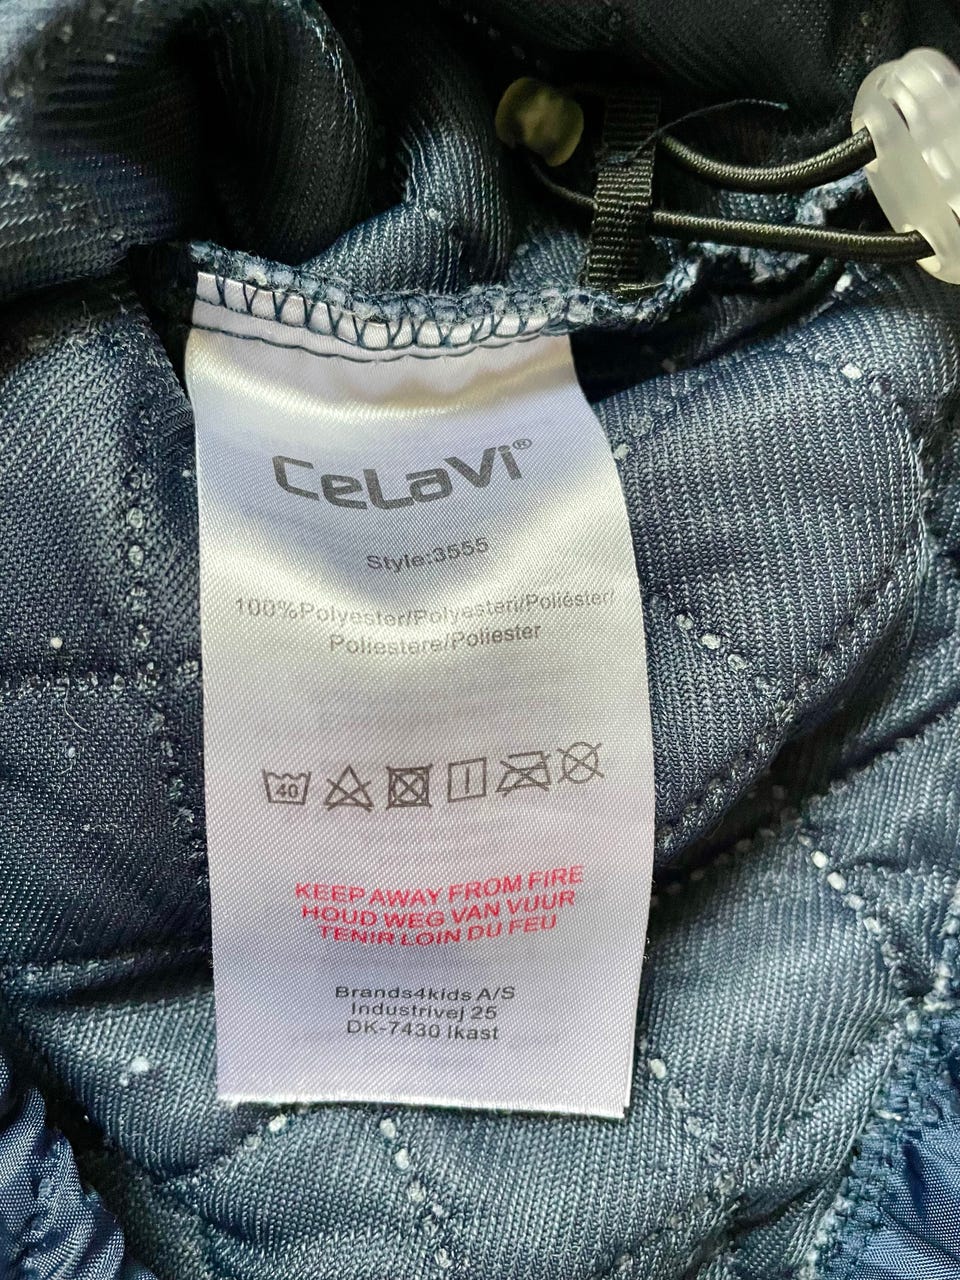 CeLaVi®
Style:3555
100%Polyester/Polyesteri/Poliéster/
Poliestere/Poliester
40
KEEP AWAY FROM FIRE
HOUD WEG VAN VUUR
TENIR LOIN DU FEU
Brands4kids A/S
Industrivej 25
DK-7430 Ikast